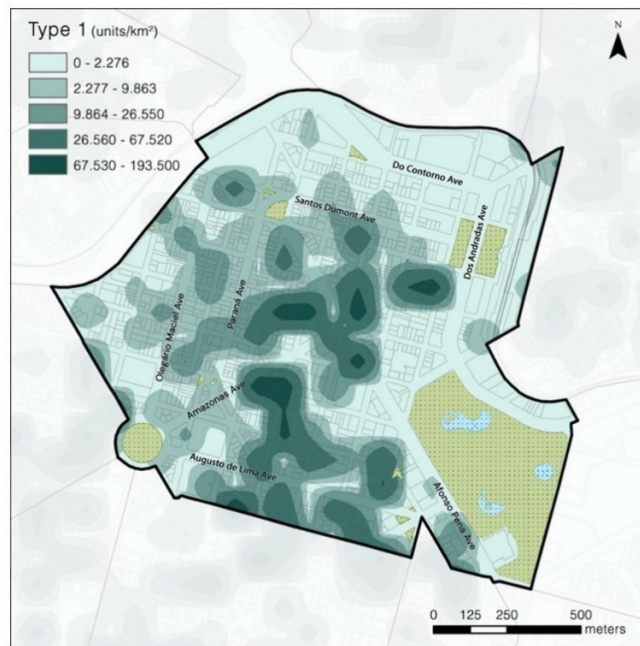 Type 1 (units/km²)
0 - 2.276
2.277 - 9.863
9.864 - 26.550
26.560 - 67.520
67.530 - 193.500
N
Do Contorno Ave
Santos Dumont Ave
Dos Andradas Ave
Paraná Ave
Olegário Maciel Ave
Amazonas Ave
Augusto de Lima Ave
Afonso Pena Ave
0 125 250 500
meters